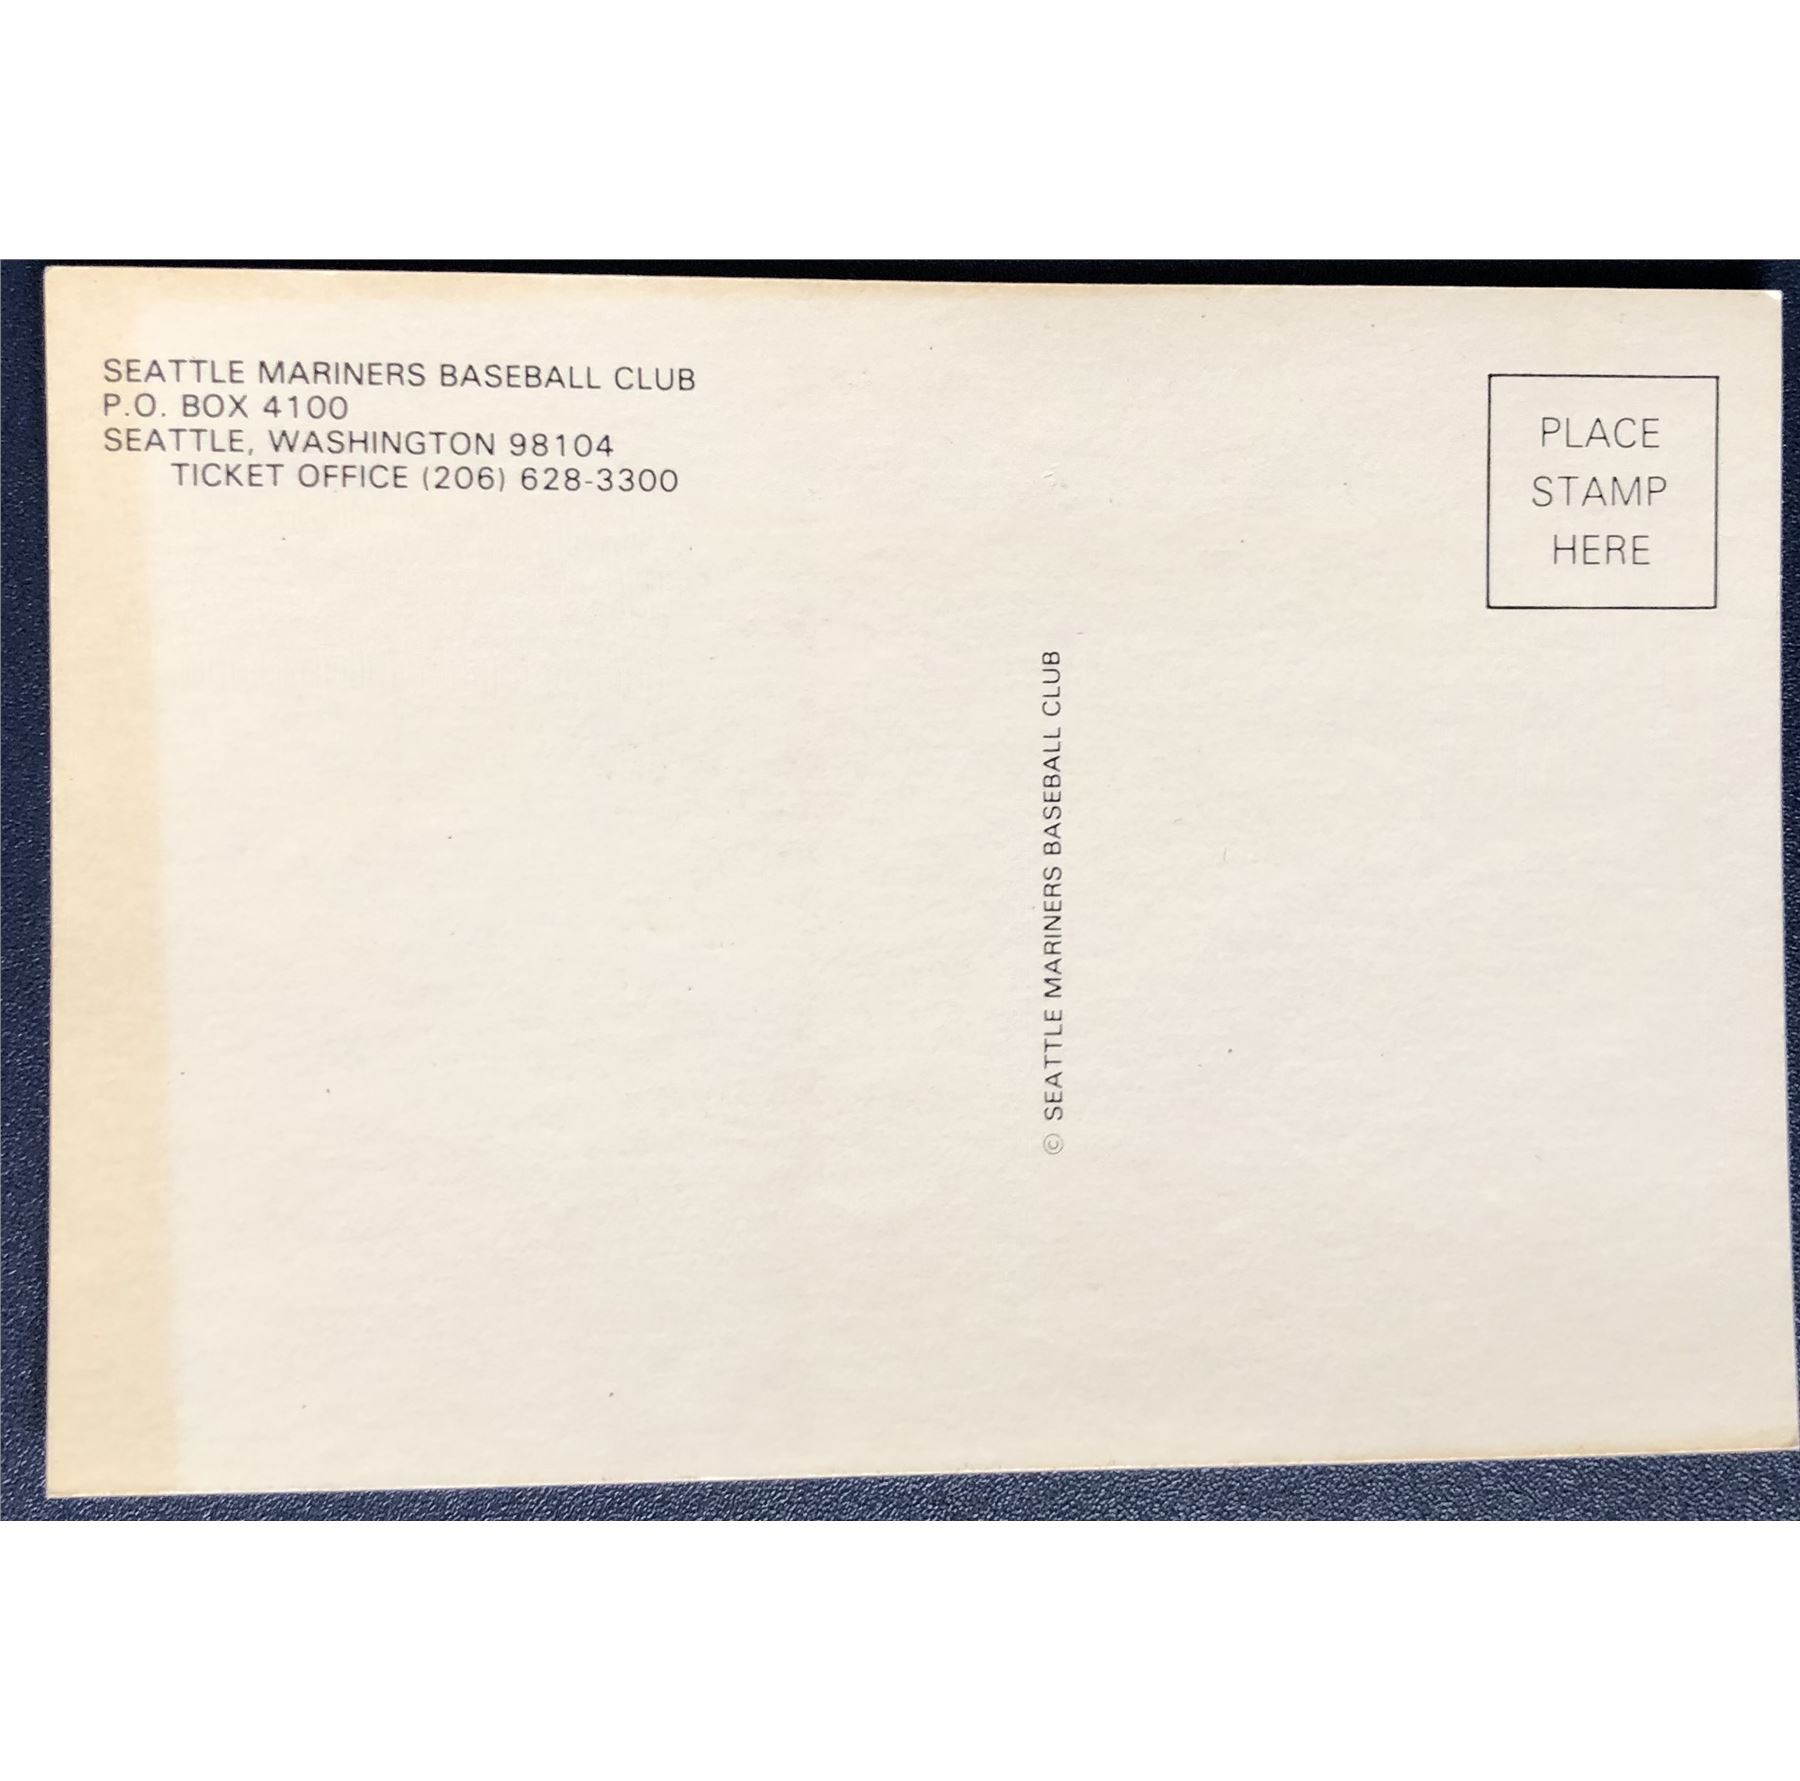 SEATTLE MARINERS BASEBALL CLUB
P.O. BOX 4100
SEATTLE, WASHINGTON 98104
TICKET OFFICE (206) 628-3300
PLACE
STAMP
HERE
© SEATTLE MARINERS BASEBALL CLUB